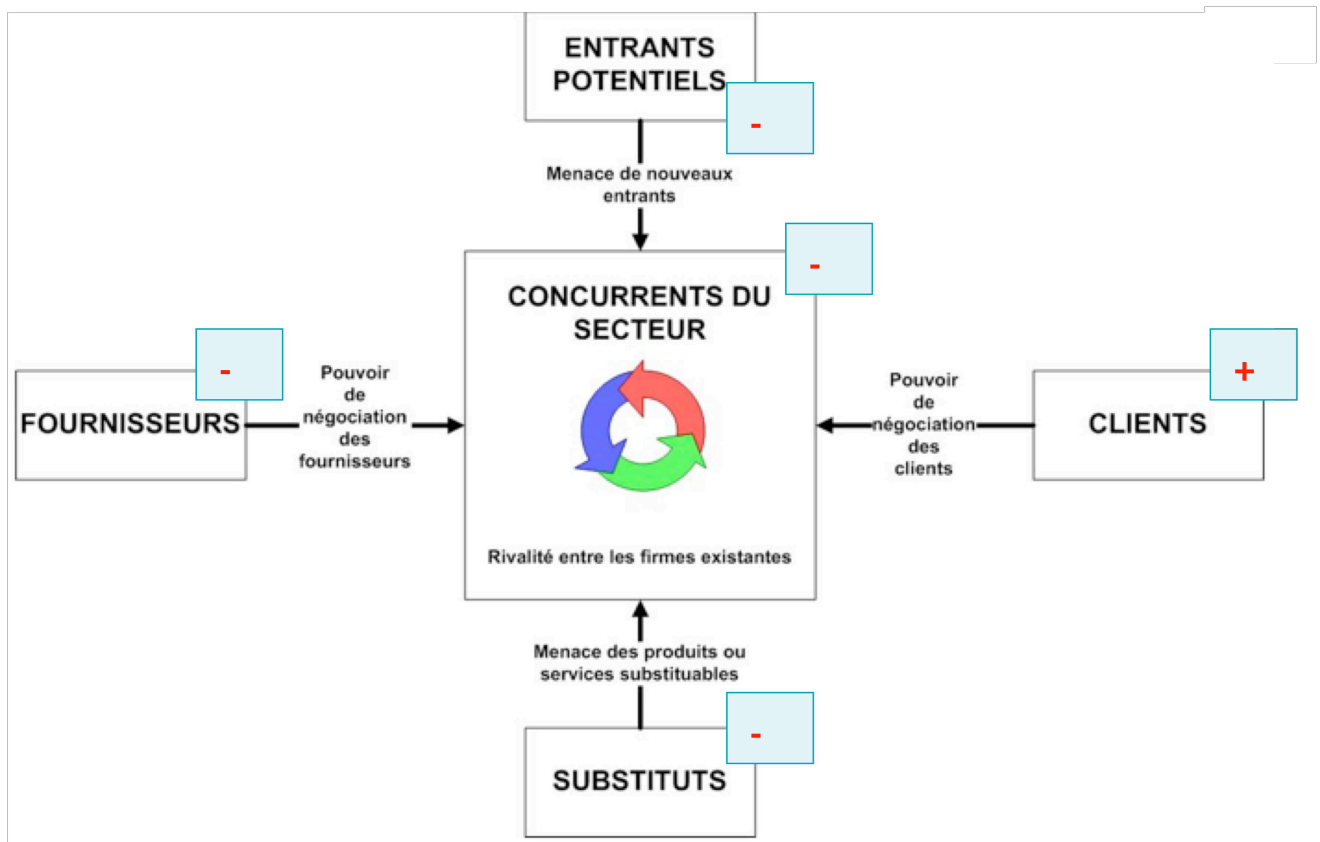 ENTRANTS
POTENTIELS
-
Menace de nouveaux
entrants
-
CONCURRENTS DU
SECTEUR
-
FOURNISSEURS
Pouvoir
de
négociation
des
fournisseurs
Pouvoir
de
négociation
des
clients
+
CLIENTS
Rivalité entre les firmes existantes
Menace des produits ou
services substituables
-
SUBSTITUTS